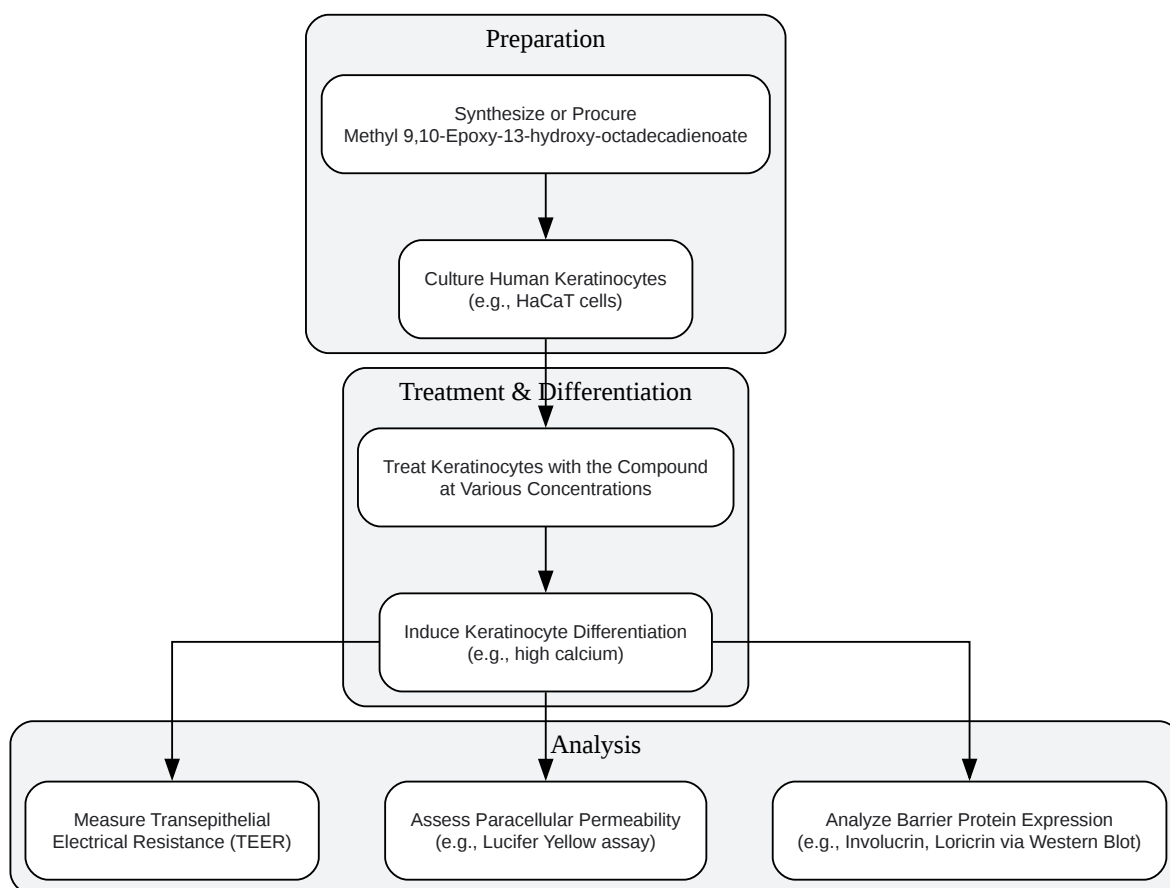 Preparation
Synthesize or Procure
Methyl 9,10-Epoxy-13-hydroxy-octadecadienoate
Culture Human Keratinocytes
(e.g., HaCaT cells)
Treatment & Differentiation
Treat Keratinocytes with the Compound
at Various Concentrations
Induce Keratinocyte Differentiation
(e.g., high calcium)
Analysis
Measure Transepithelial
Electrical Resistance (TEER)
Assess Paracellular Permeability
(e.g., Lucifer Yellow assay)
Analyze Barrier Protein Expression
(e.g., Involucrin, Loricrin via Western Blot)